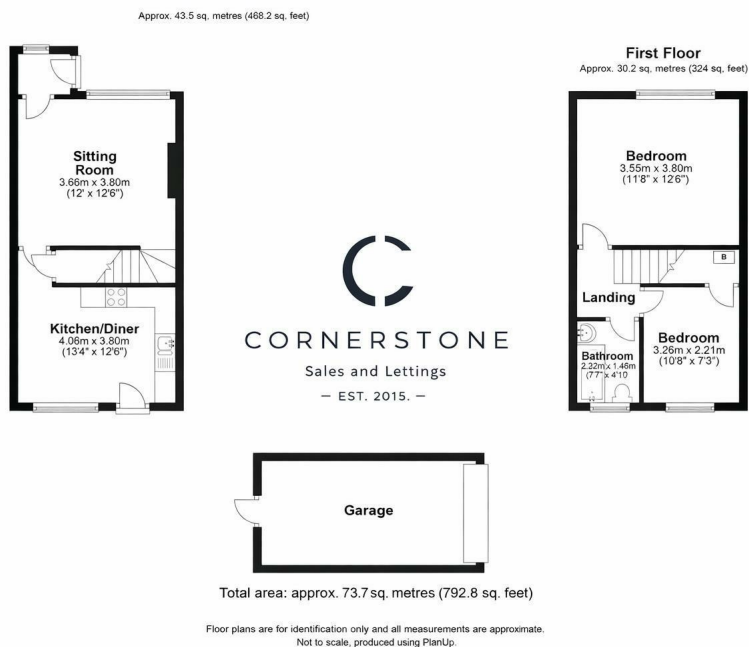 Approx. 43.5 sq. metres (468.2 sq. feet)
First Floor
Approx. 30.2 sq. metres (324 sq. feet)
Sitting
Room
3.66m x 3.80m
(12' x 12'6")
Bedroom
3.55m x 3.80m
(11'8" x 12'6")
B
Landing
Kitchen/Diner
4.06m x 3.80m
(13'4" x 12'6")
Bathroom
2.32m x 1.46m
(7'7" x 4'10
Bedroom
3.26m x 2.21m
(10'8" x 7'3")
C
CORNERSTONE
Sales and Lettings
– EST. 2015. –
Garage
Total area: approx. 73.7 sq. metres (792.8 sq. feet)
Floor plans are for identification only and all measurements are approximate.
Not to scale, produced using PlanUp.